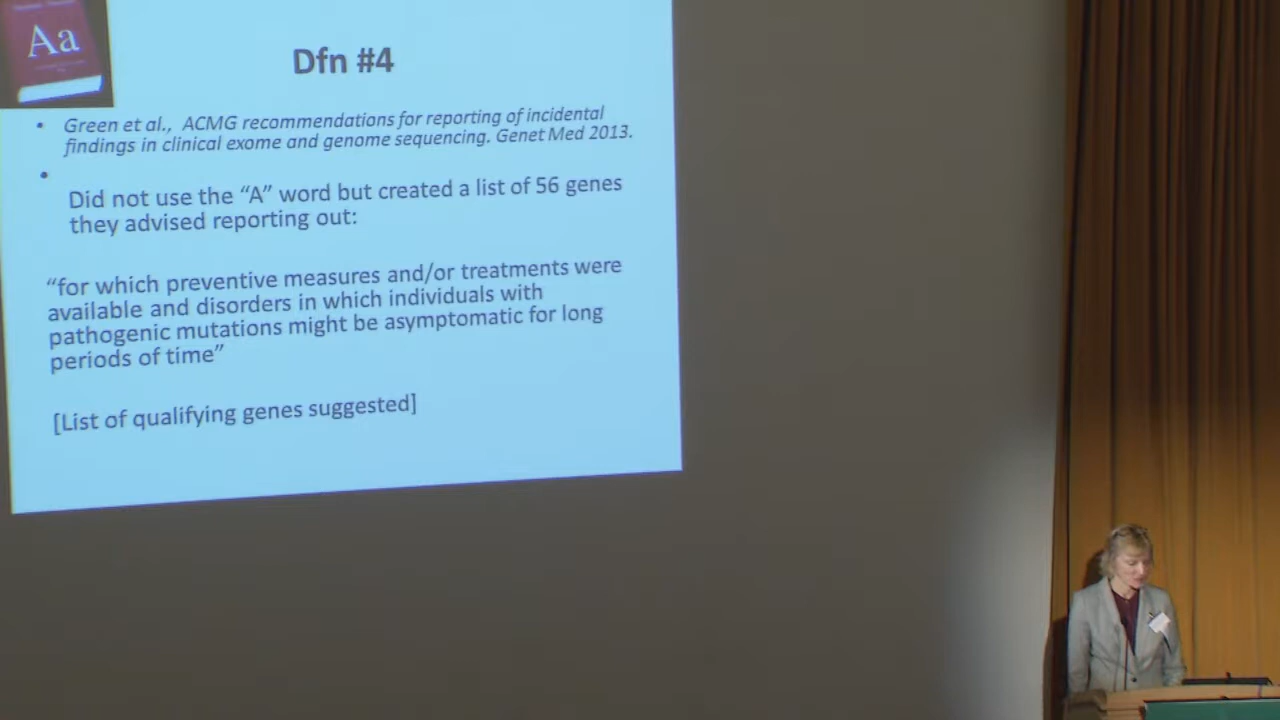 Aa
Dfn #4
• Green et al., ACMG recommendations for reporting of incidental
findings in clinical exome and genome sequencing. Genet Med 2013.
•
Did not use the “A” word but created a list of 56 genes
they advised reporting out:
“for which preventive measures and/or treatments were
available and disorders in which individuals with
pathogenic mutations might be asymptomatic for long
periods of time”
[List of qualifying genes suggested]